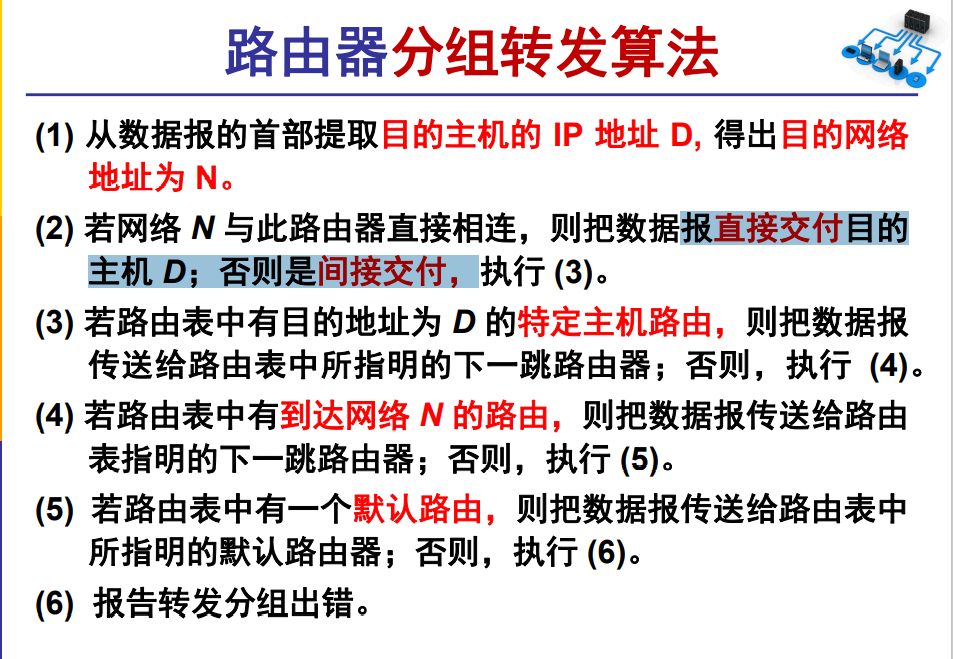 路由器分组转发算法
(1) 从数据报的首部提取目的主机的 IP 地址 D, 得出目的网络
地址为 N。
(2) 若网络 N 与此路由器直接相连，则把数据报直接交付目的
主机 D；否则是间接交付，执行 (3)。
(3) 若路由表中有目的地址为 D 的特定主机路由，则把数据报
传送给路由表中所指明的下一跳路由器；否则，执行 (4)。
(4) 若路由表中有到达网络 N 的路由，则把数据报传送给路由
表指明的下一跳路由器；否则，执行 (5)。
(5) 若路由表中有一个默认路由，则把数据报传送给路由表中
所指明的默认路由器；否则，执行 (6)。
(6) 报告转发分组出错。